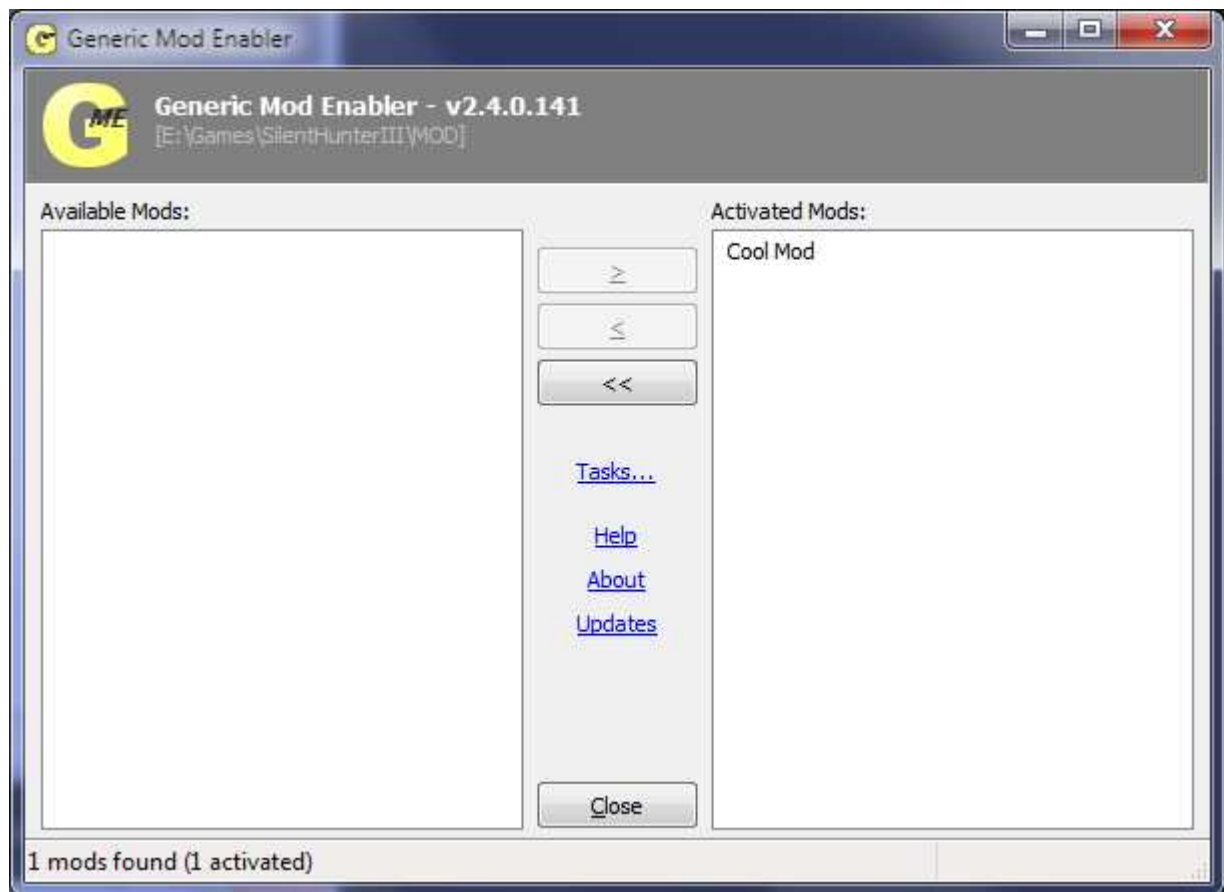 Generic Mod Enabler
GME
Generic Mod Enabler - v2.4.0.141
[E:\Games\SilentHunterIII\MOD]
Available Mods:
Activated Mods:
Cool Mod
≥
≤
<<
Tasks...
Help
About
Updates
Close
1 mods found (1 activated)